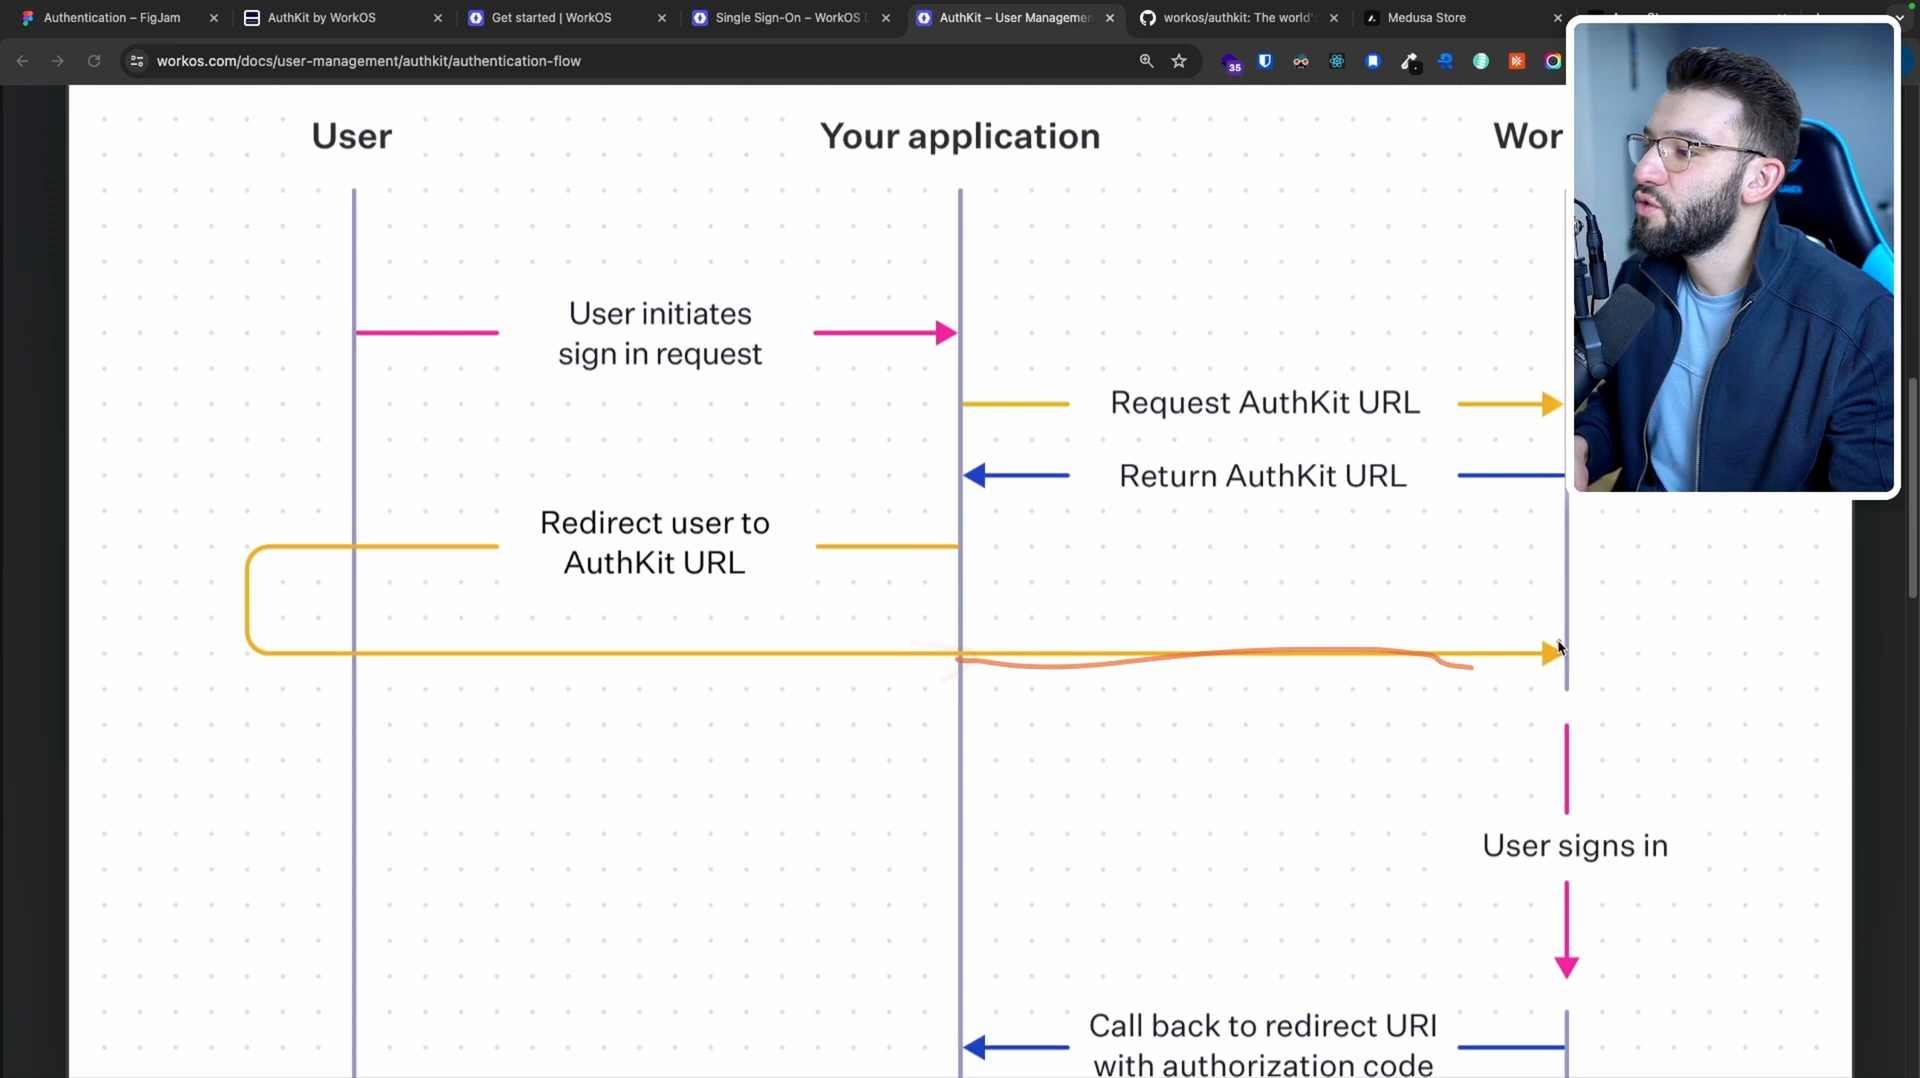 Authentication – FigJam
AuthKit by WorkOS
Get started | WorkOS
Single Sign-On – WorkOS
AuthKit – User Managemen
workos/authkit: The world'
Medusa Store
workos.com/docs/user-management/authkit/authentication-flow
35
User
Your application
Wor
User initiates
sign in request
Request AuthKit URL
Return AuthKit URL
Redirect user to
AuthKit URL
User signs in
Call back to redirect URI
with authorization code